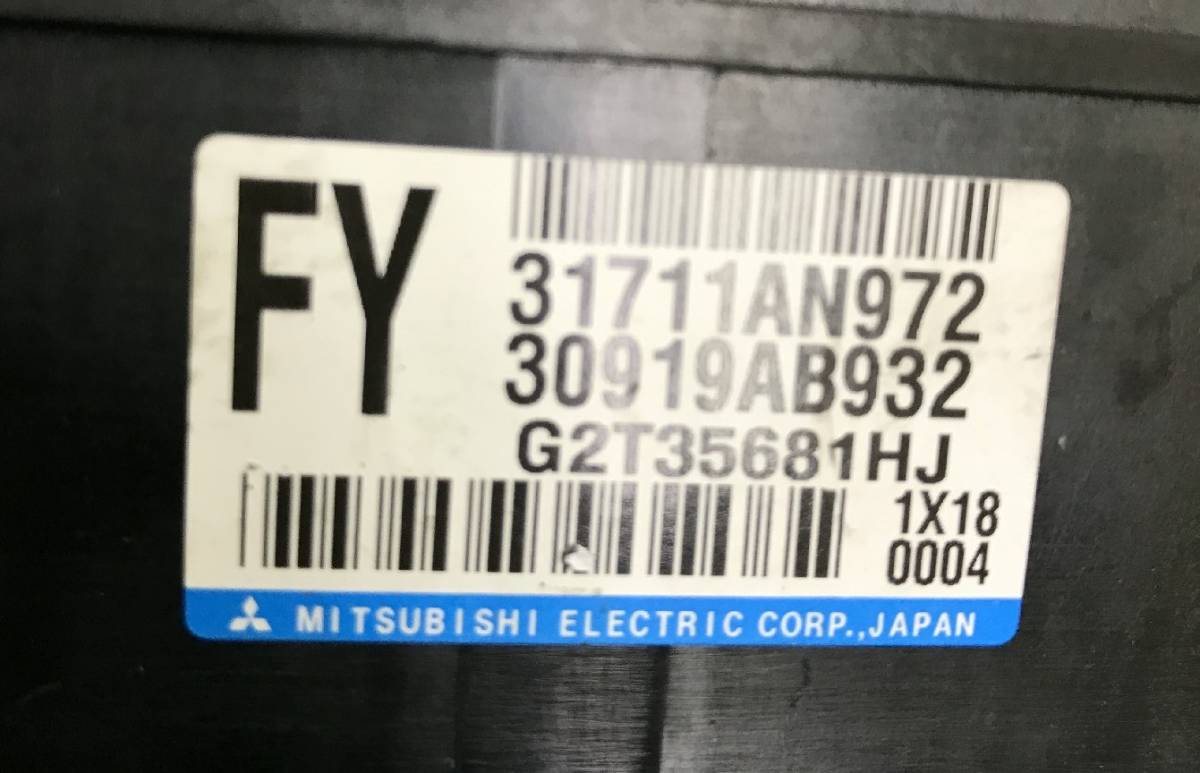 FY
31711AN972
30919AB932
G2T35681HJ
1X18
0004
MITSUBISHI ELECTRIC CORP.,JAPAN